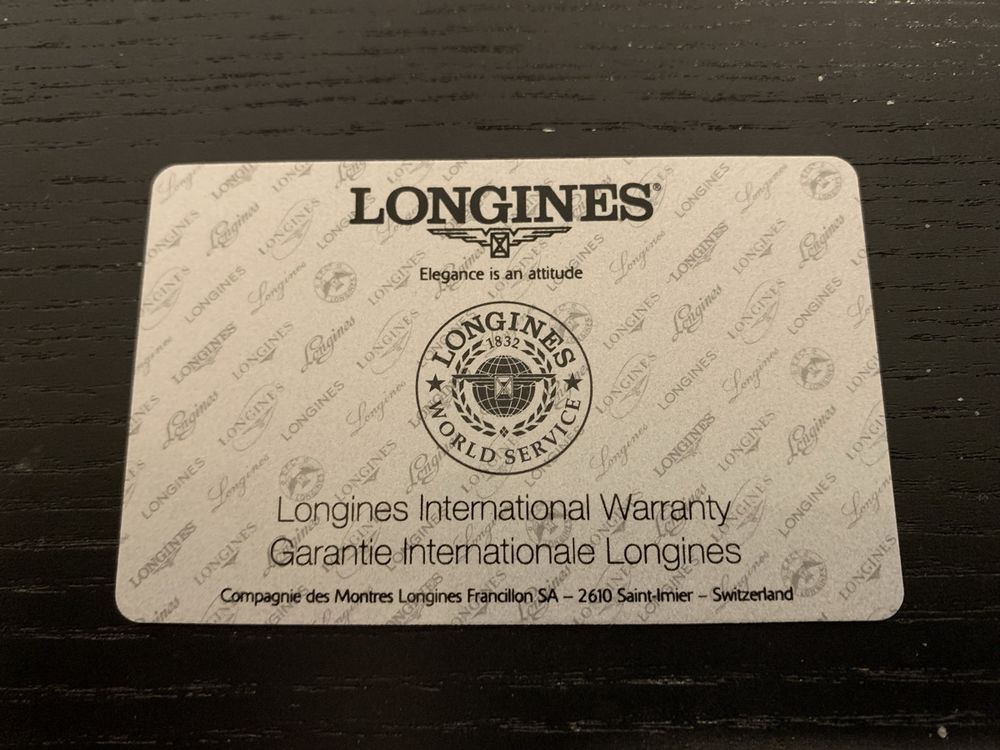 LONGINES®
Elegance is an attitude
LONGINES
1832
WORLD SERVICE
Longines International Warranty
Garantie Internationale Longines
Compagnie des Montres Longines Francillon SA – 2610 Saint-Imier – Switzerland